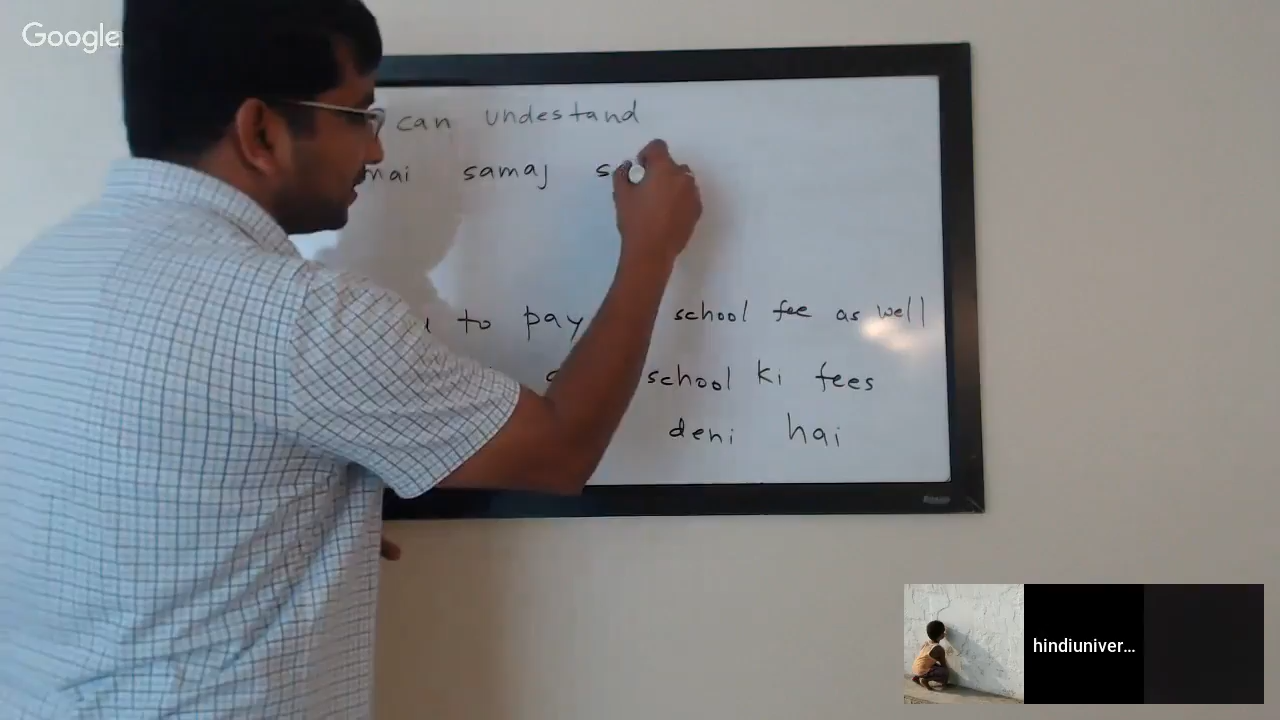 Google
can undestand
mai samaj
to pay school fee as well
school ki fees
deni hai
hindiuniver...